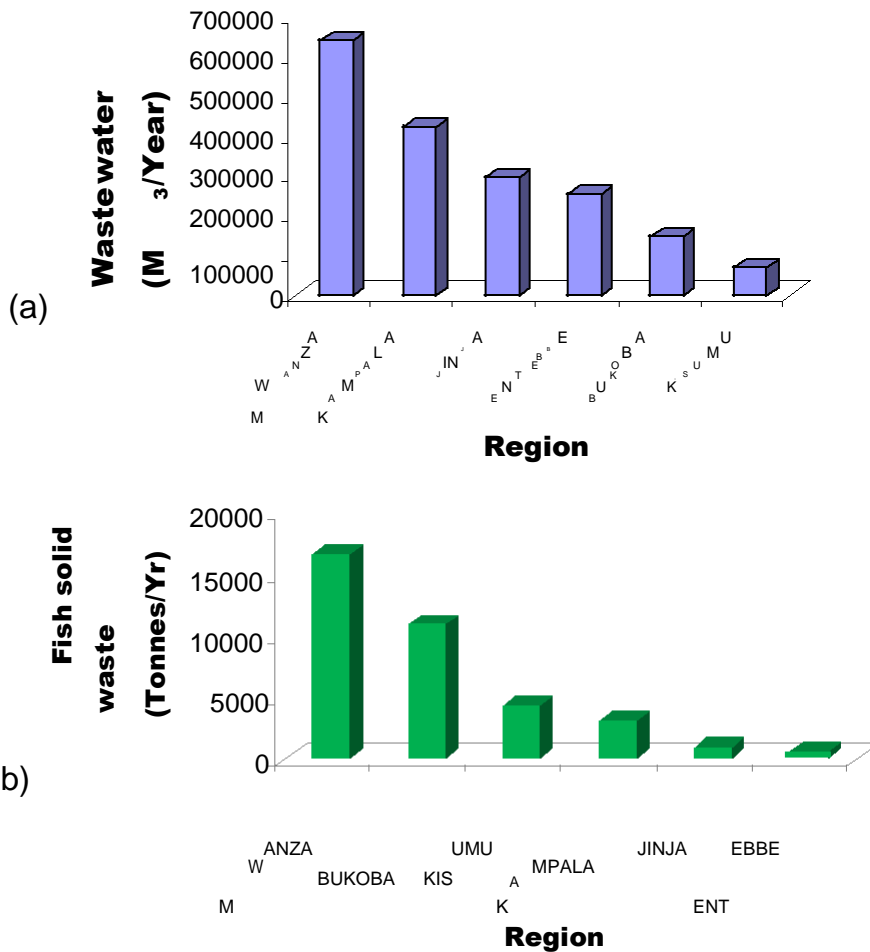 700000
600000
500000
400000
300000
200000
100000
0
Wastewater
(M 3/Year)
(a)
MWANZA
KAMPALA
JINJA
ENTEBBE
BUKOBA
KISUMU
Region
20000
15000
10000
5000
0
Fish solid
waste
(Tonnes/Yr)
b)
MWANZA
BUKOBA
KISUMU
KAMPALA
JINJA
ENTEBBE
Region